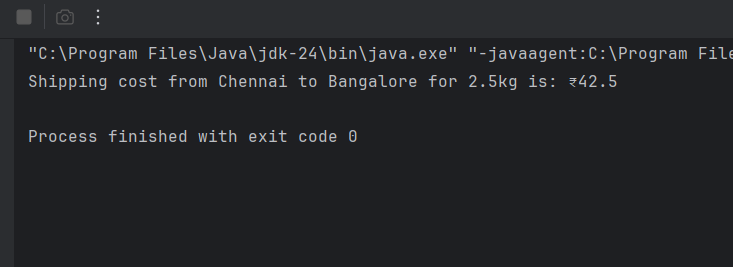 "C:\Program Files\Java\jdk-24\bin\java.exe" "-javaagent:C:\Program File
Shipping cost from Chennai to Bangalore for 2.5kg is: ₹42.5
Process finished with exit code 0